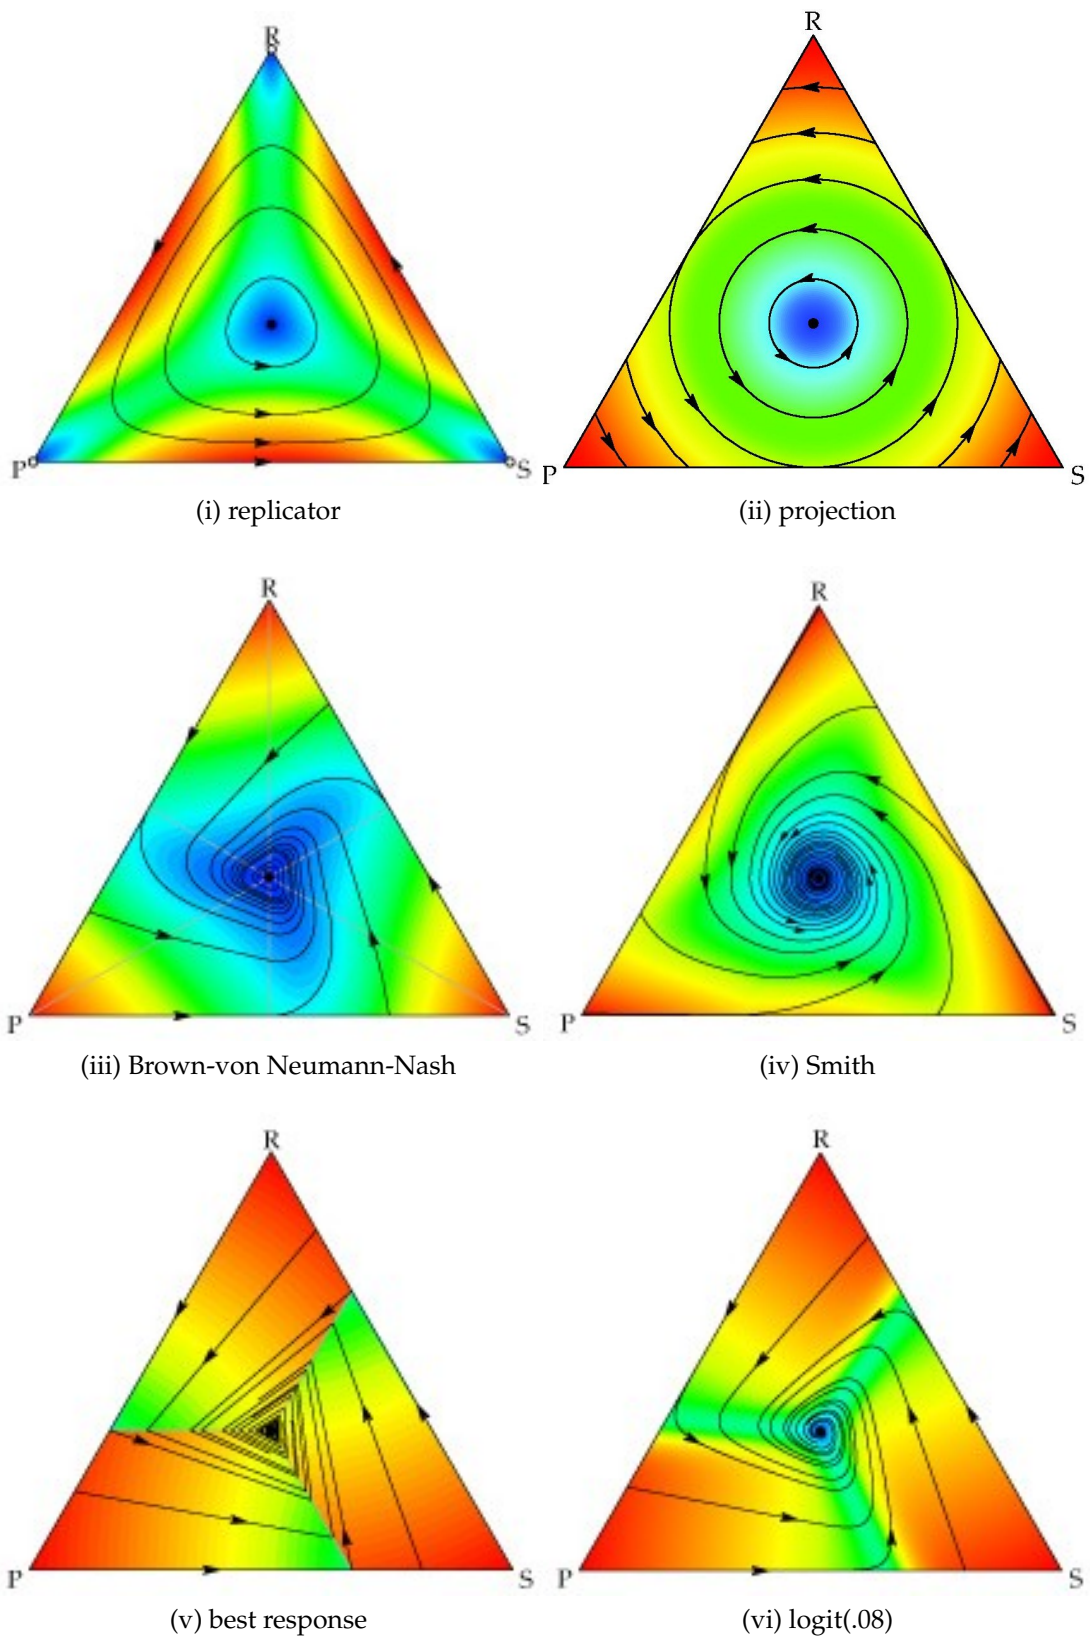 R R
P S P S
(i) replicator (ii) projection
R R
P S P S
(iii) Brown-von Neumann-Nash (iv) Smith
R R
P S P S
(v) best response (vi) logit(.08)